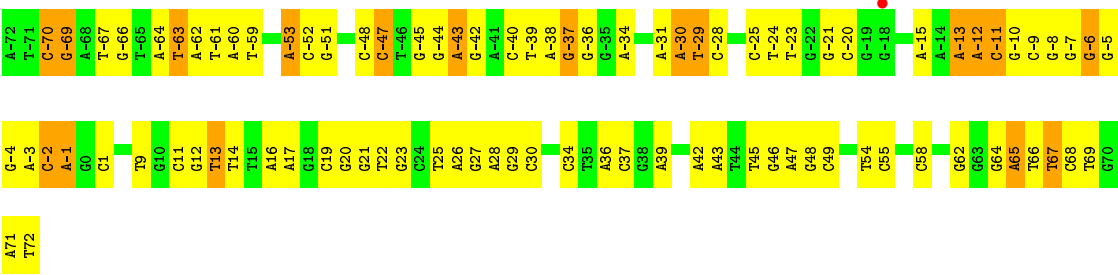 A-72 T-71 C-70 G-69 A-68 T-67 G-66 T-65 A-64 T-63 A-62 T-61 A-60 T-59 A-53 C-52 G-51 C-48 C-47 T-46 G-45 G-44 A-43 G-42 A-41 C-40 T-39 A-38 G-37 G-36 G-35 A-34 A-31 A-30 T-29 C-28 C-25 T-24 T-23 G-22 G-21 C-20 G-19 G-18 A-15 A-14 A-13 A-12 C-11 G-10 C-9 G-8 G-7 G-6 G-5
G-4 A-3 C-2 A-1 G0 C1 T9 G10 C11 G12 T13 T14 T15 A16 A17 G18 C19 G20 G21 T22 G23 C24 T25 A26 G27 A28 G29 C30 C34 T35 A36 C37 G38 A39 A42 A43 T44 T45 G46 A47 G48 C49 T54 C55 C58 G62 G63 G64 A65 T66 T67 C68 T69 G70
A71 T72